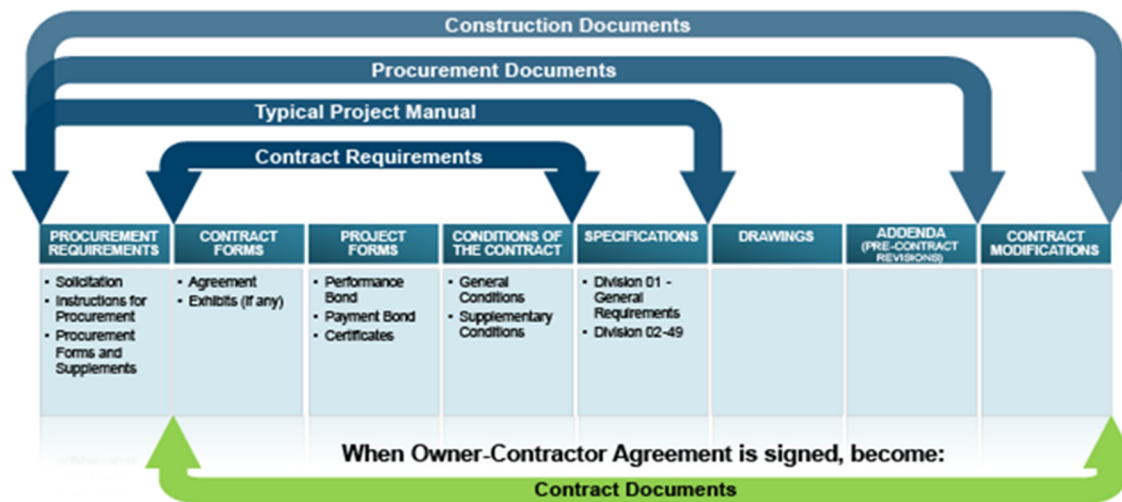 Construction Documents
Procurement Documents
Typical Project Manual
Contract Requirements
PROCUREMENT
REQUIREMENTS
CONTRACT
FORMS
PROJECT
FORMS
CONDITIONS OF
THE CONTRACT
SPECIFICATIONS
DRAWINGS
ADDENDA
(PRE-CONTRACT
REVISIONS)
CONTRACT
MODIFICATIONS
▪ Solicitation
▪ Instructions for
Procurement
▪ Procurement
Forms and
Supplements
▪ Agreement
▪ Exhibits (if any)
▪ Performance
Bond
▪ Payment Bond
▪ Certificates
▪ General
Conditions
▪ Supplementary
Conditions
▪ Division 01 -
General
Requirements
▪ Division 02-49
When Owner-Contractor Agreement is signed, become:
Contract Documents